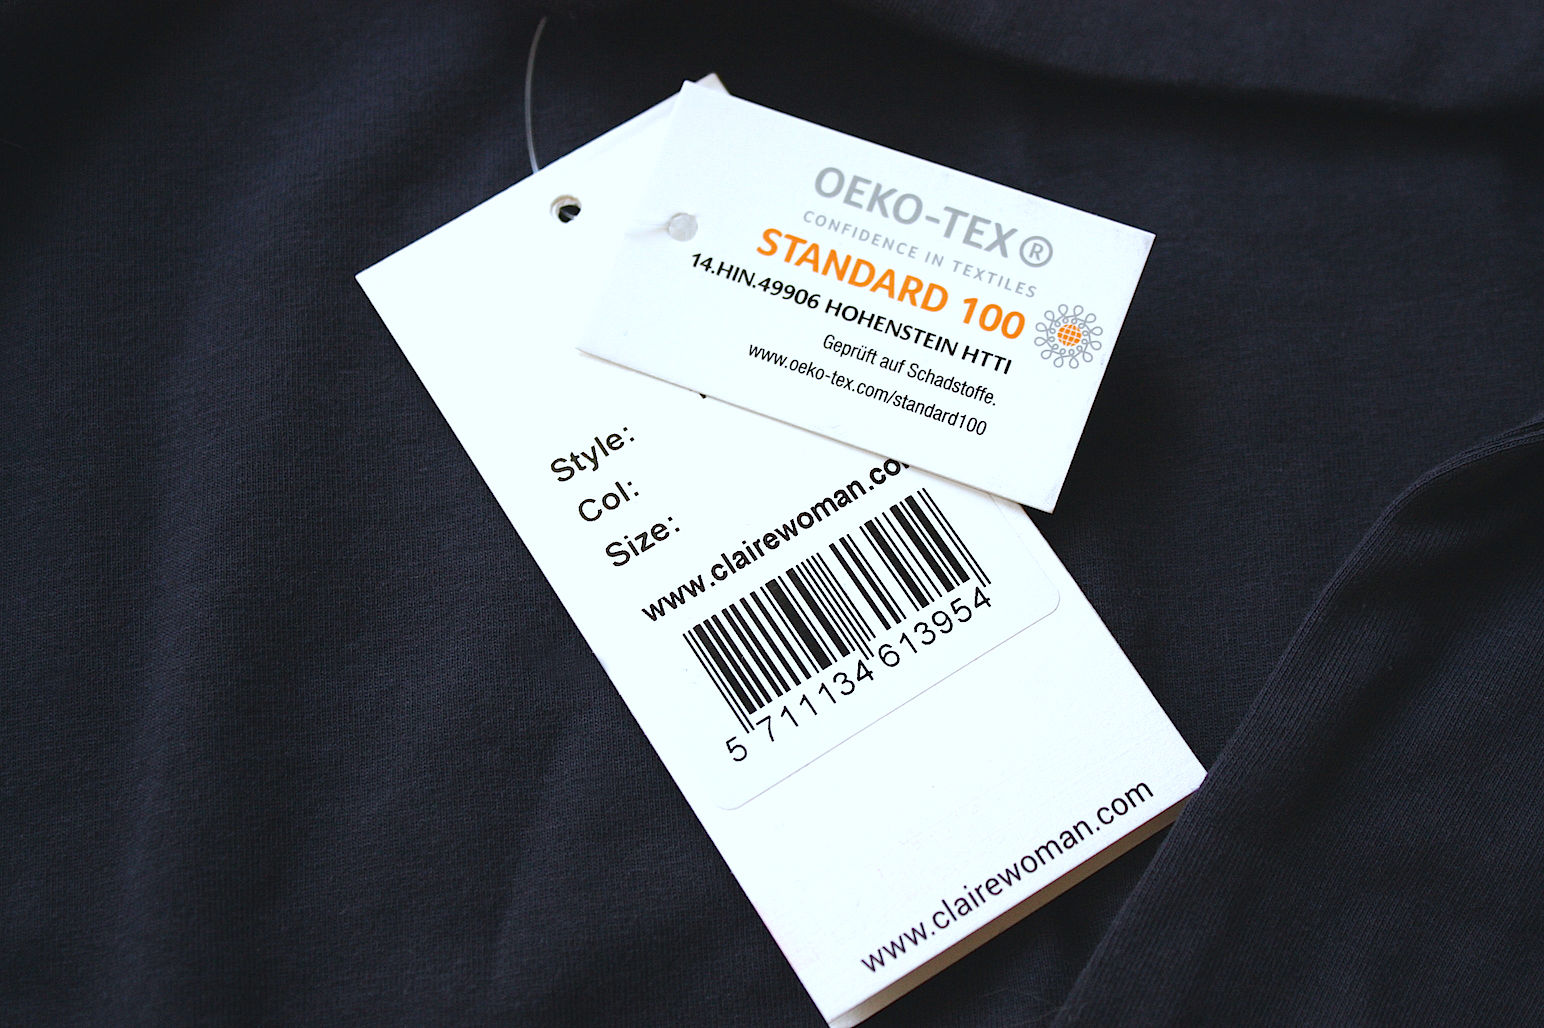 OEKO-TEX®
CONFIDENCE IN TEXTILES
STANDARD 100
14.HIN.49906 HOHENSTEIN HTTI
Geprüft auf Schadstoffe.
www.oeko-tex.com/standard100
Style:
Col:
Size:
www.clairewoman.co
5 711134 613954
www.clairewoman.com